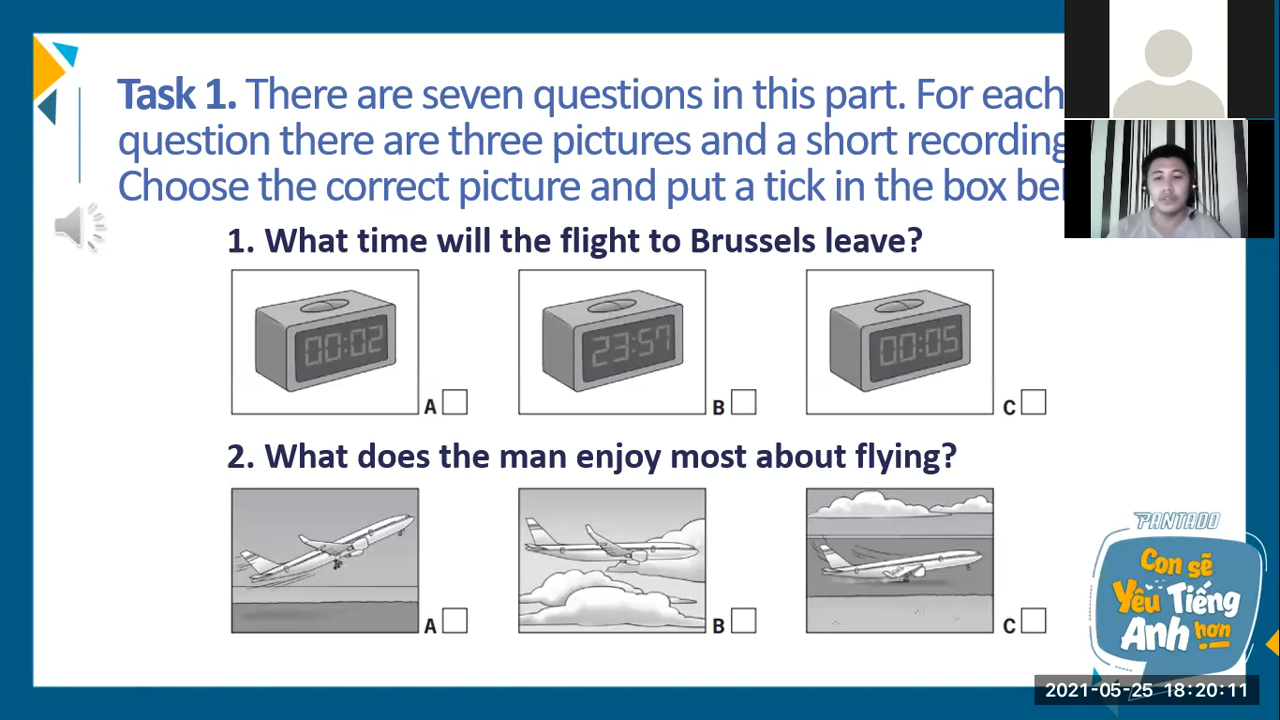 Task 1. There are seven questions in this part. For each
question there are three pictures and a short recording
Choose the correct picture and put a tick in the box
1. What time will the flight to Brussels leave?
00:02
23:57
00:05
A
B
C
2. What does the man enjoy most about flying?
A
B
C
PANTADO
Con sẽ
Yêu Tiếng
Anh hơn
2021-05-25 18:20:11